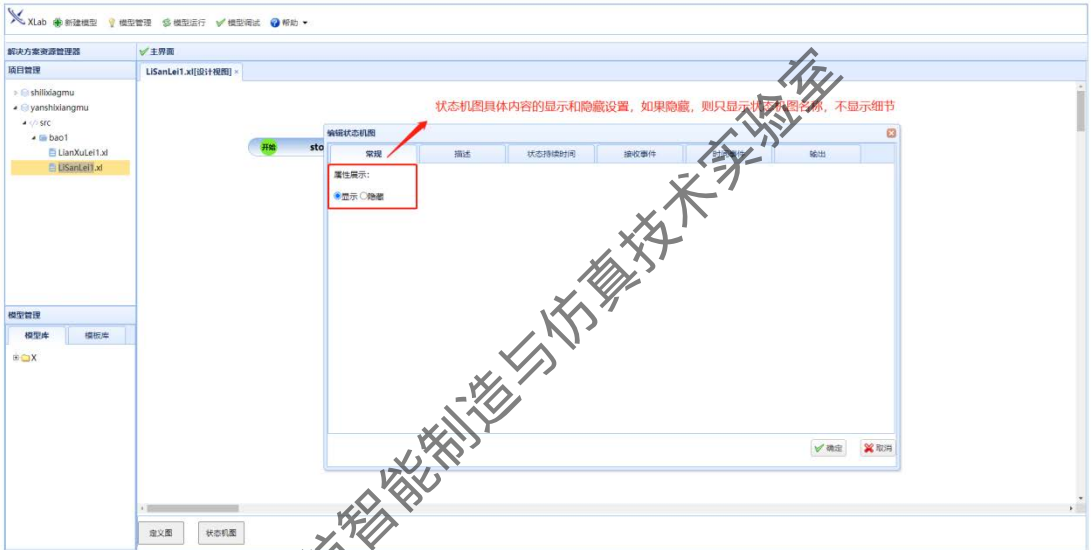 XLab 新建模型 模型管理 模型运行 模型调试 帮助
解决方案资源管理器
主界面
项目管理
LiSanLei1.xl[设计视图] ×
shilixiagmu
yanshixiangmu
src
bao1
LianXuLei1.xl
LiSanLei1.xl
状态机图具体内容的显示和隐藏设置，如果隐藏，则只显示状态机图名称，不显示细节
开始 sto
编辑状态机图
常规 描述 状态持续时间 接收事件 时间事件 输出
属性展示:
显示 隐藏
模型管理
模型库 模板库
X
确定 取消
定义图 状态机图
智能制造与仿真技术实验室